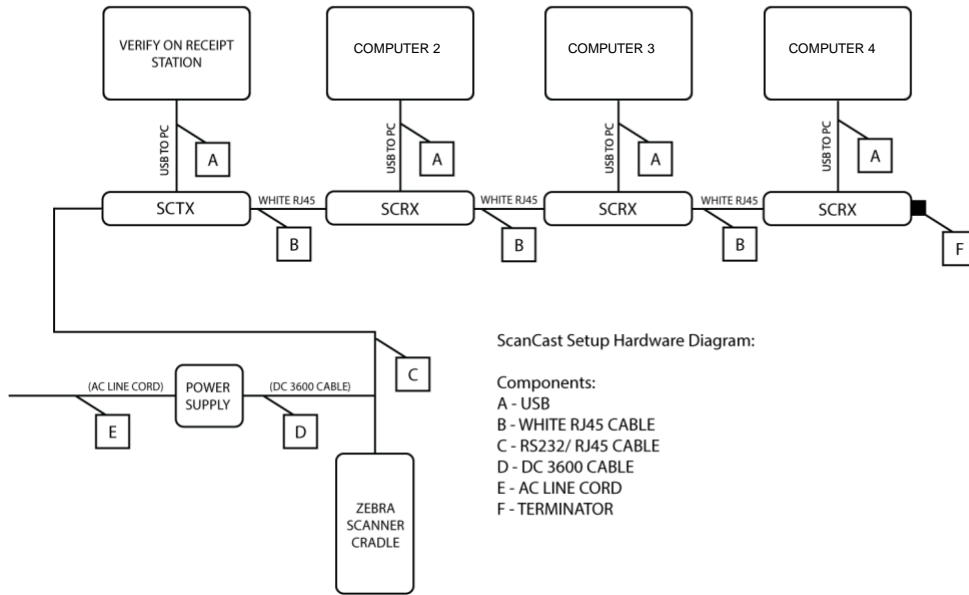 VERIFY ON RECEIPT
STATION
COMPUTER 2
COMPUTER 3
COMPUTER 4
USB TO PC
A
USB TO PC
A
USB TO PC
A
USB TO PC
A
SCTX
WHITE RJ45
SCRX
WHITE RJ45
SCRX
WHITE RJ45
SCRX
B
B
B
F
ScanCast Setup Hardware Diagram:
C
(AC LINE CORD)
POWER
SUPPLY
(DC 3600 CABLE)
E
D
Components:
A - USB
B - WHITE RJ45 CABLE
C - RS232/ RJ45 CABLE
D - DC 3600 CABLE
E - AC LINE CORD
F - TERMINATOR
ZEBRA
SCANNER
CRADLE